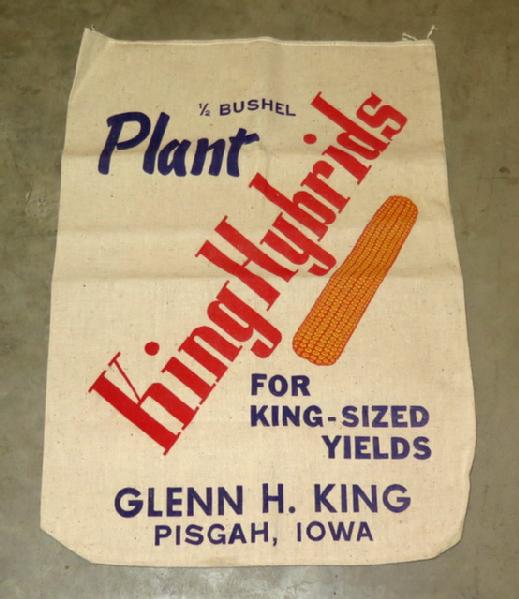 ½ BUSHEL
Plant
King Hybrids
FOR
KING-SIZED
YIELDS
GLENN H. KING
PISGAH, IOWA